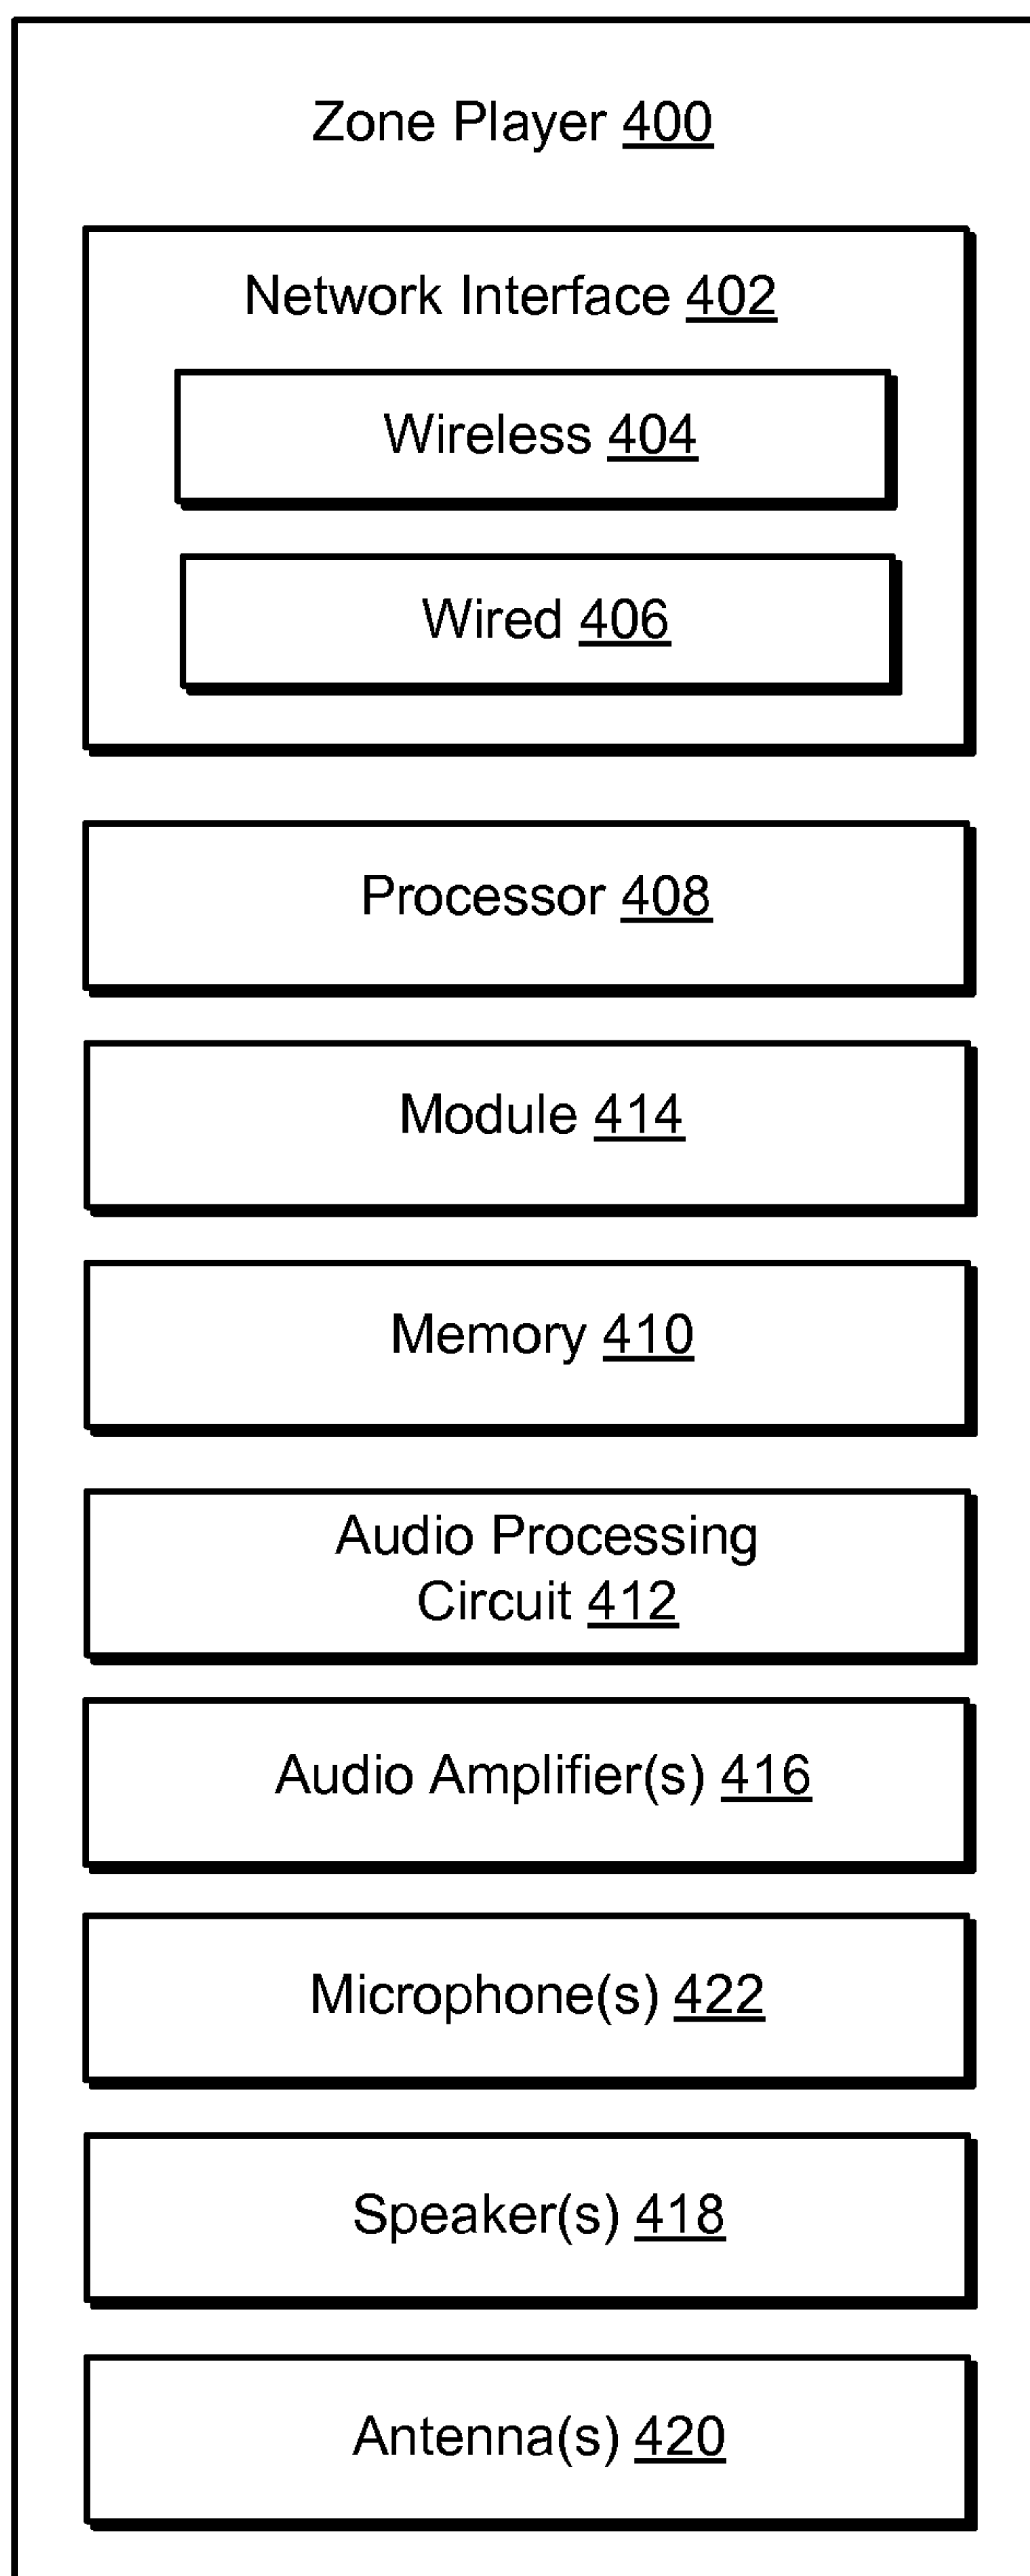 Zone Player 400
Network Interface 402
Wireless 404
Wired 406
Processor 408
Module 414
Memory 410
Audio Processing
Circuit 412
Audio Amplifier(s) 416
Microphone(s) 422
Speaker(s) 418
Antenna(s) 420